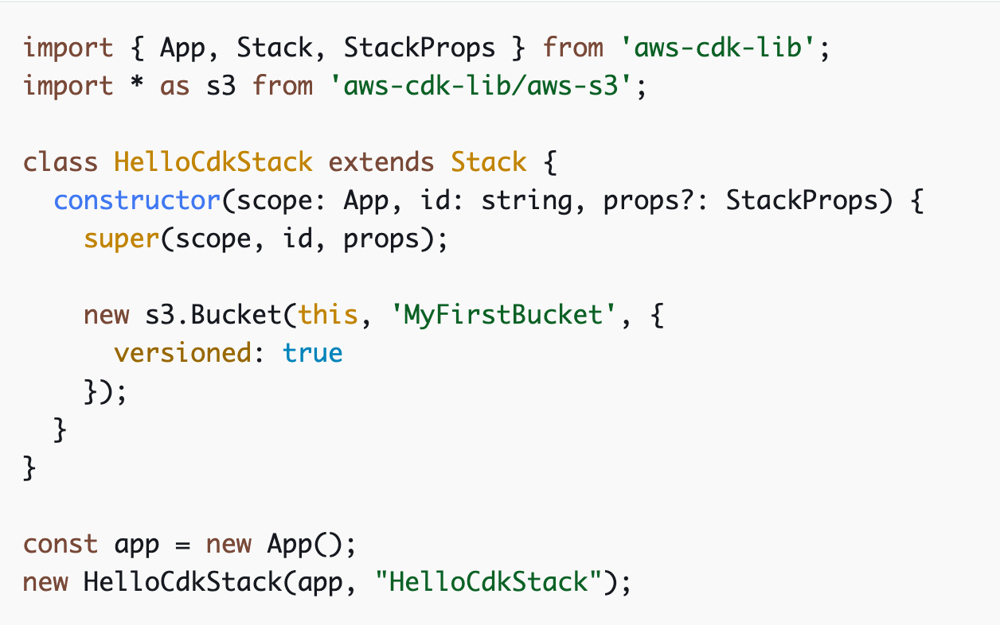 import { App, Stack, StackProps } from 'aws-cdk-lib';
import * as s3 from 'aws-cdk-lib/aws-s3';

class HelloCdkStack extends Stack {
  constructor(scope: App, id: string, props?: StackProps) {
    super(scope, id, props);

    new s3.Bucket(this, 'MyFirstBucket', {
      versioned: true
    });
  }
}

const app = new App();
new HelloCdkStack(app, "HelloCdkStack");